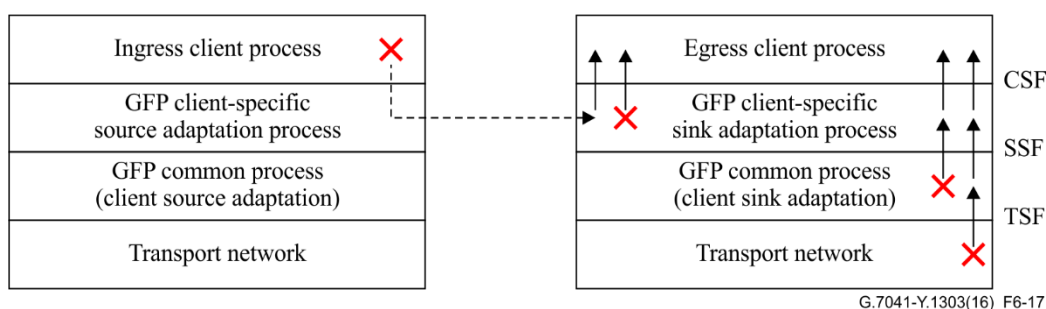 Ingress client process
GFP client-specific
source adaptation process
GFP common process
(client source adaptation)
Transport network
Egress client process
GFP client-specific
sink adaptation process
GFP common process
(client sink adaptation)
Transport network
CSF
SSF
TSF
G.7041-Y.1303(16) F6-17